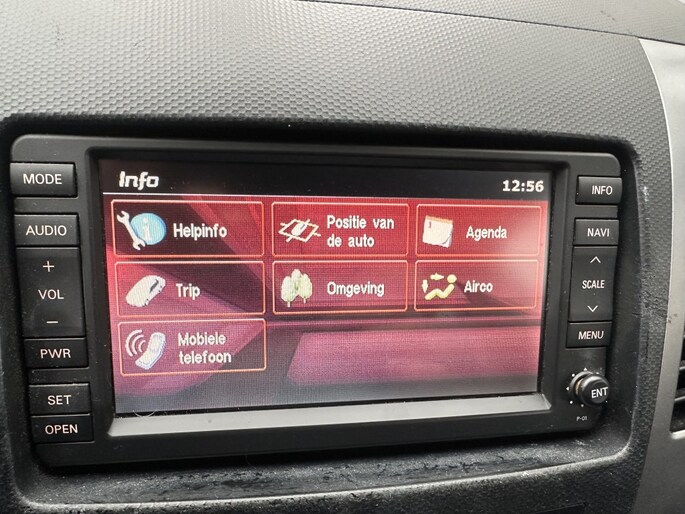 Info
12:56
Helpinfo
Positie van
de auto
Agenda
Trip
Omgeving
Airco
Mobiele
telefoon
MODE
AUDIO
+
VOL
−
PWR
SET
OPEN
INFO
NAVI
SCALE
MENU
ENT
P-01